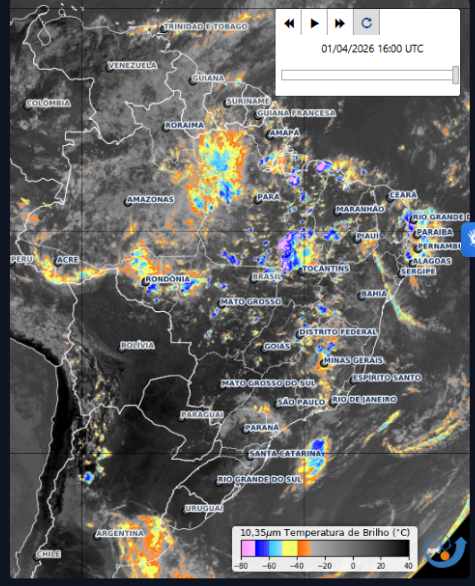 01/04/2026 16:00 UTC
TRINIDAD E TOBAGO
VENEZUELA
GUIANA
COLÔMBIA
SURINAME
GUIANA FRANCESA
RORAIMA
AMAPÁ
AMAZONAS
PARÁ
CEARÁ
MARANHÃO
RIO GRANDE
PARAÍBA
PIAUÍ
PERNAMBU
PERU
ACRE
ALAGOAS
TOCANTINS
SERGIPE
RONDÔNIA
BRASIL
BAHIA
MATO GROSSO
DISTRITO FEDERAL
BOLÍVIA
GOIÁS
MINAS GERAIS
ESPIRITO SANTO
MATO GROSSO DO SUL
SÃO PAULO
RIO DE JANEIRO
PARAGUAI
PARANÁ
SANTA CATARINA
RIO GRANDE DO SUL
URUGUAI
ARGENTINA
CHILE
10,35µm Temperatura de Brilho (°C)
−80 −60 −40 −20 0 20 40